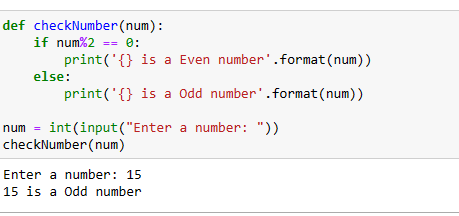 def checkNumber(num):
    if num%2 == 0:
        print('{} is a Even number'.format(num))
    else:
        print('{} is a Odd number'.format(num))

num = int(input("Enter a number: "))
checkNumber(num)

Enter a number: 15
15 is a Odd number